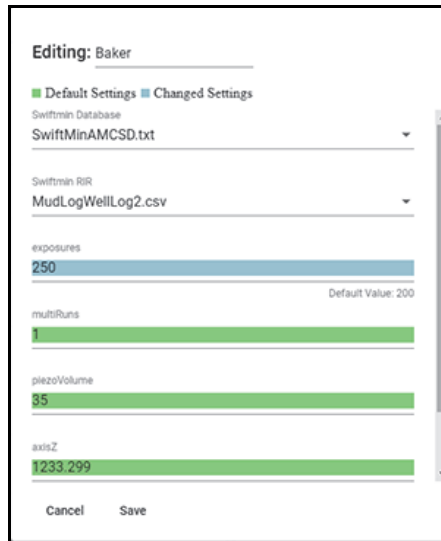 Editing: Baker
Default Settings Changed Settings
Swiftmin Database
SwiftMinAMCSD.txt
Swiftmin RIR
MudLogWellLog2.csv
exposures
250
Default Value: 200
multiRuns
1
piezoVolume
35
axisZ
1233.299
Cancel Save